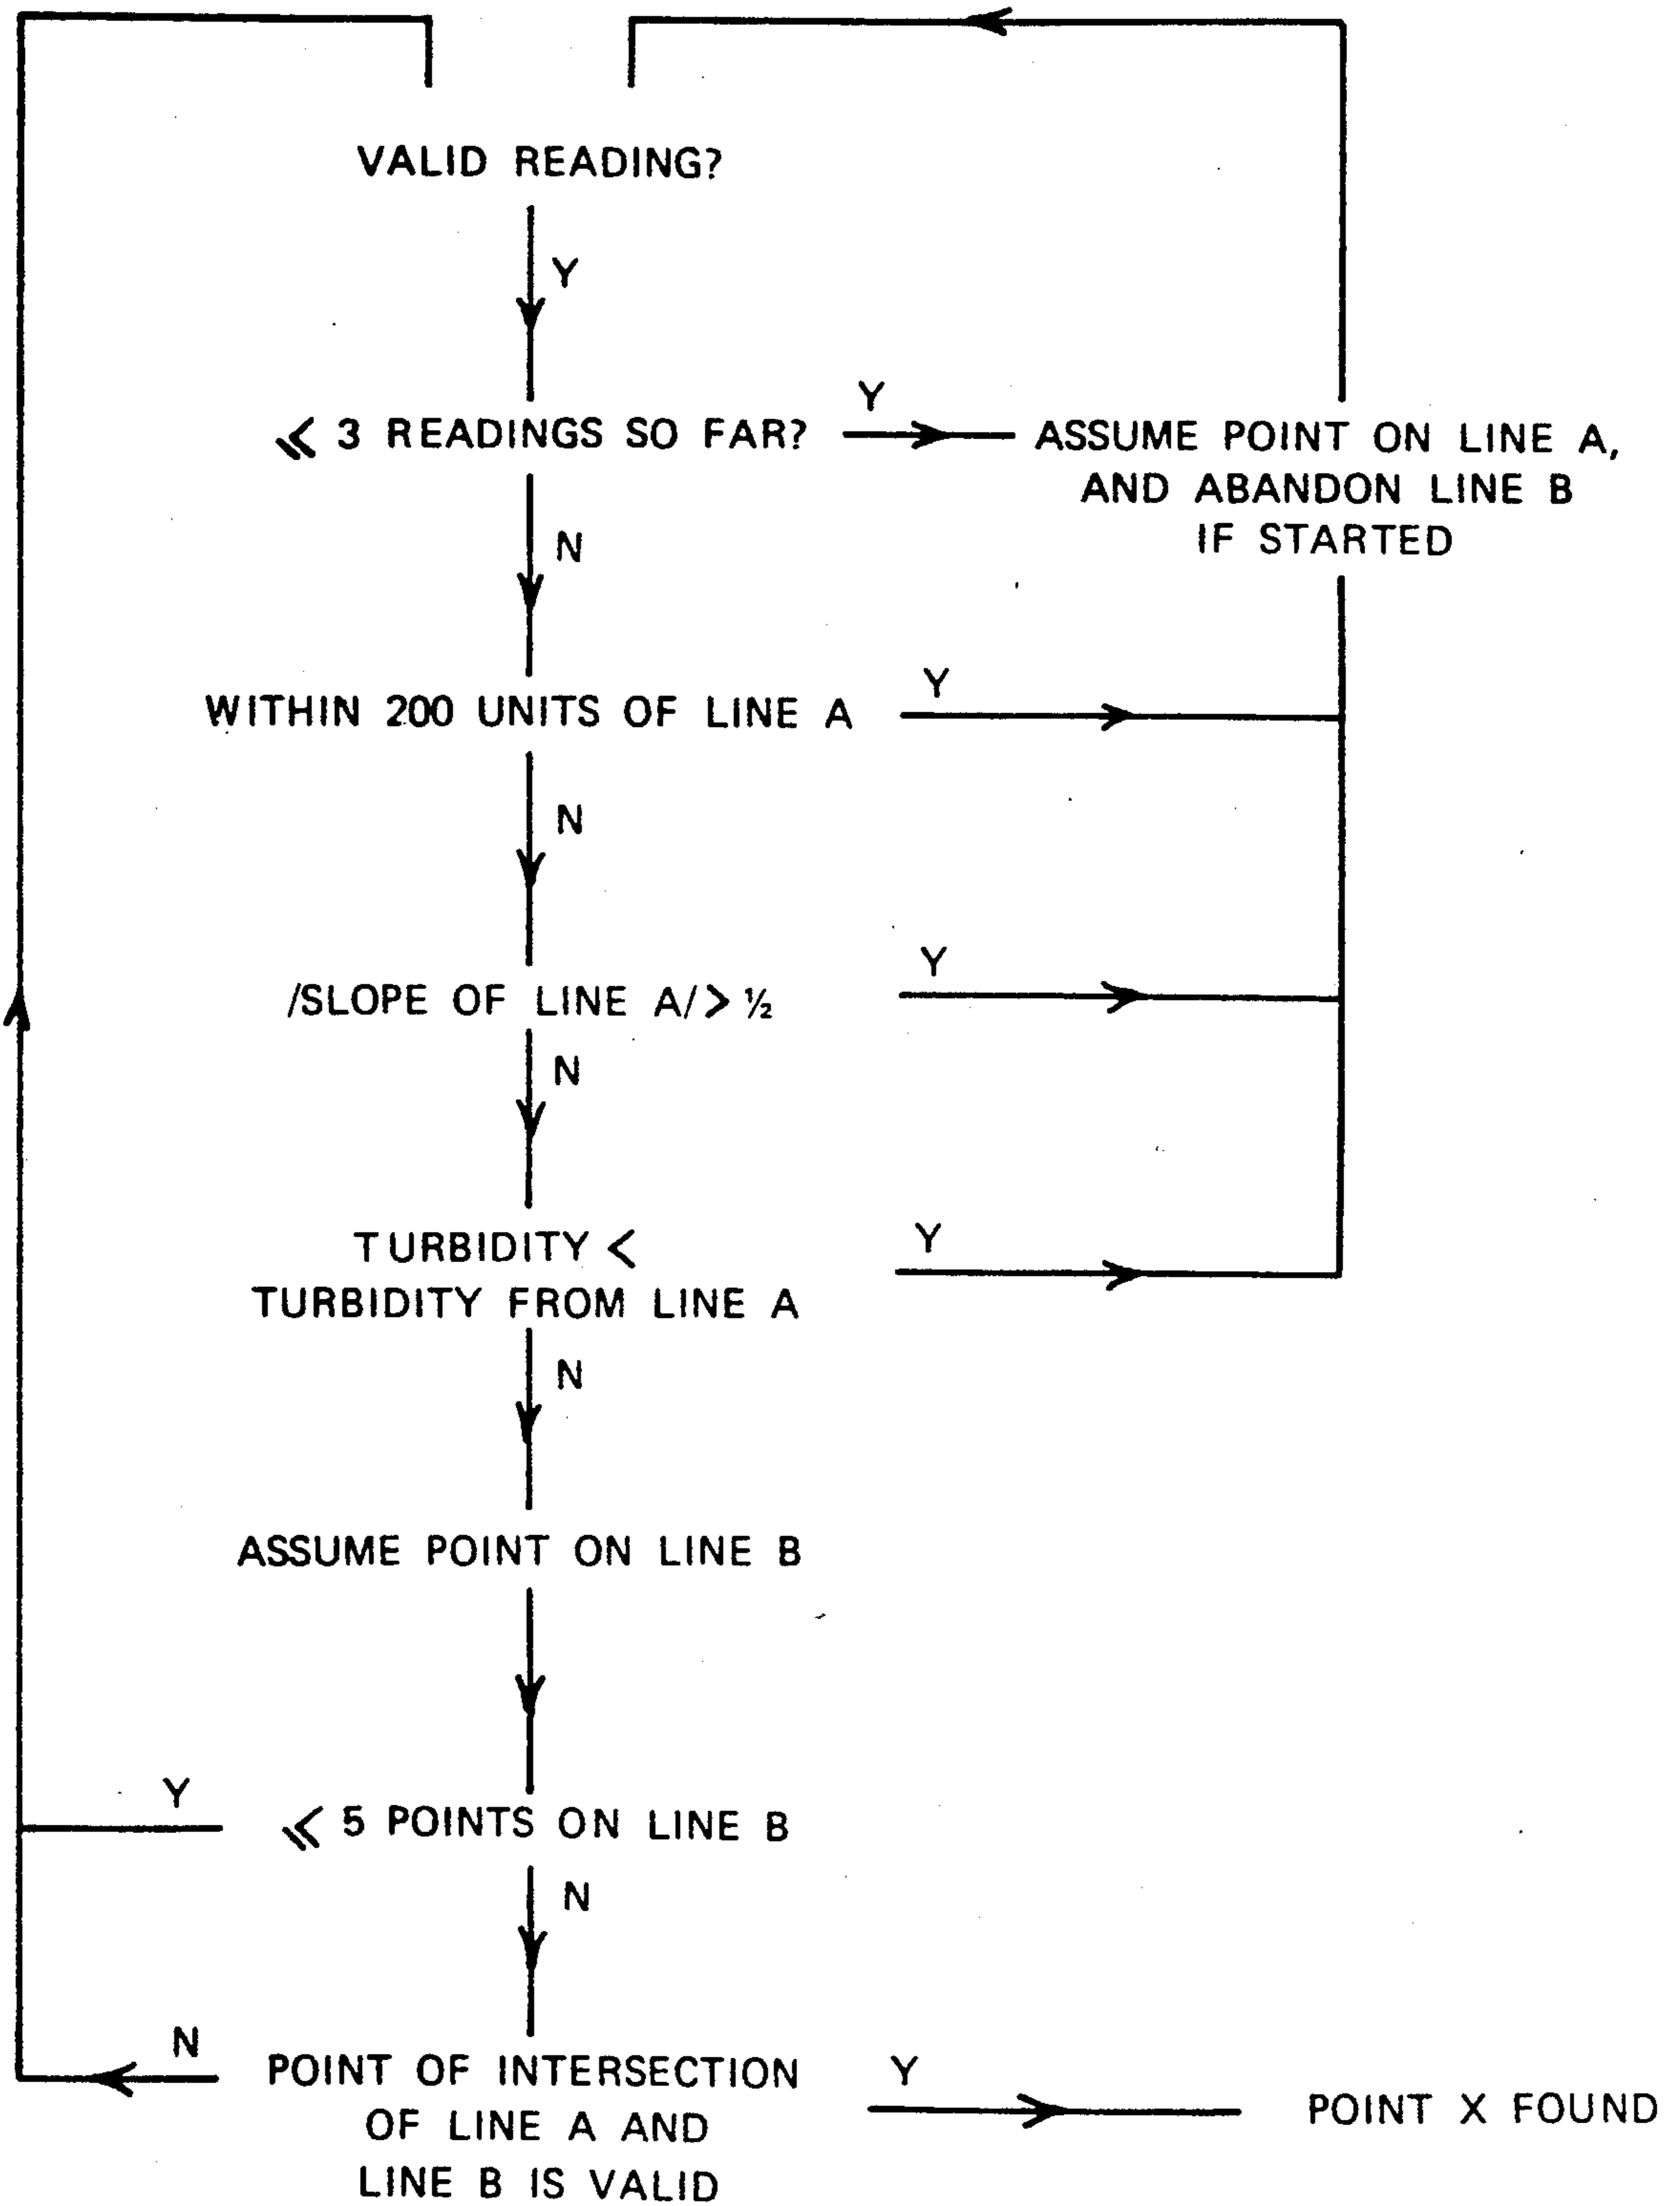 VALID READING?
Y
⩽ 3 READINGS SO FAR?
Y
ASSUME POINT ON LINE A,
AND ABANDON LINE B
IF STARTED
N
WITHIN 200 UNITS OF LINE A
Y
N
/SLOPE OF LINE A/> ½
Y
N
TURBIDITY <
TURBIDITY FROM LINE A
Y
N
ASSUME POINT ON LINE B
⩽ 5 POINTS ON LINE B
Y
N
POINT OF INTERSECTION
OF LINE A AND
LINE B IS VALID
N
Y
POINT X FOUND